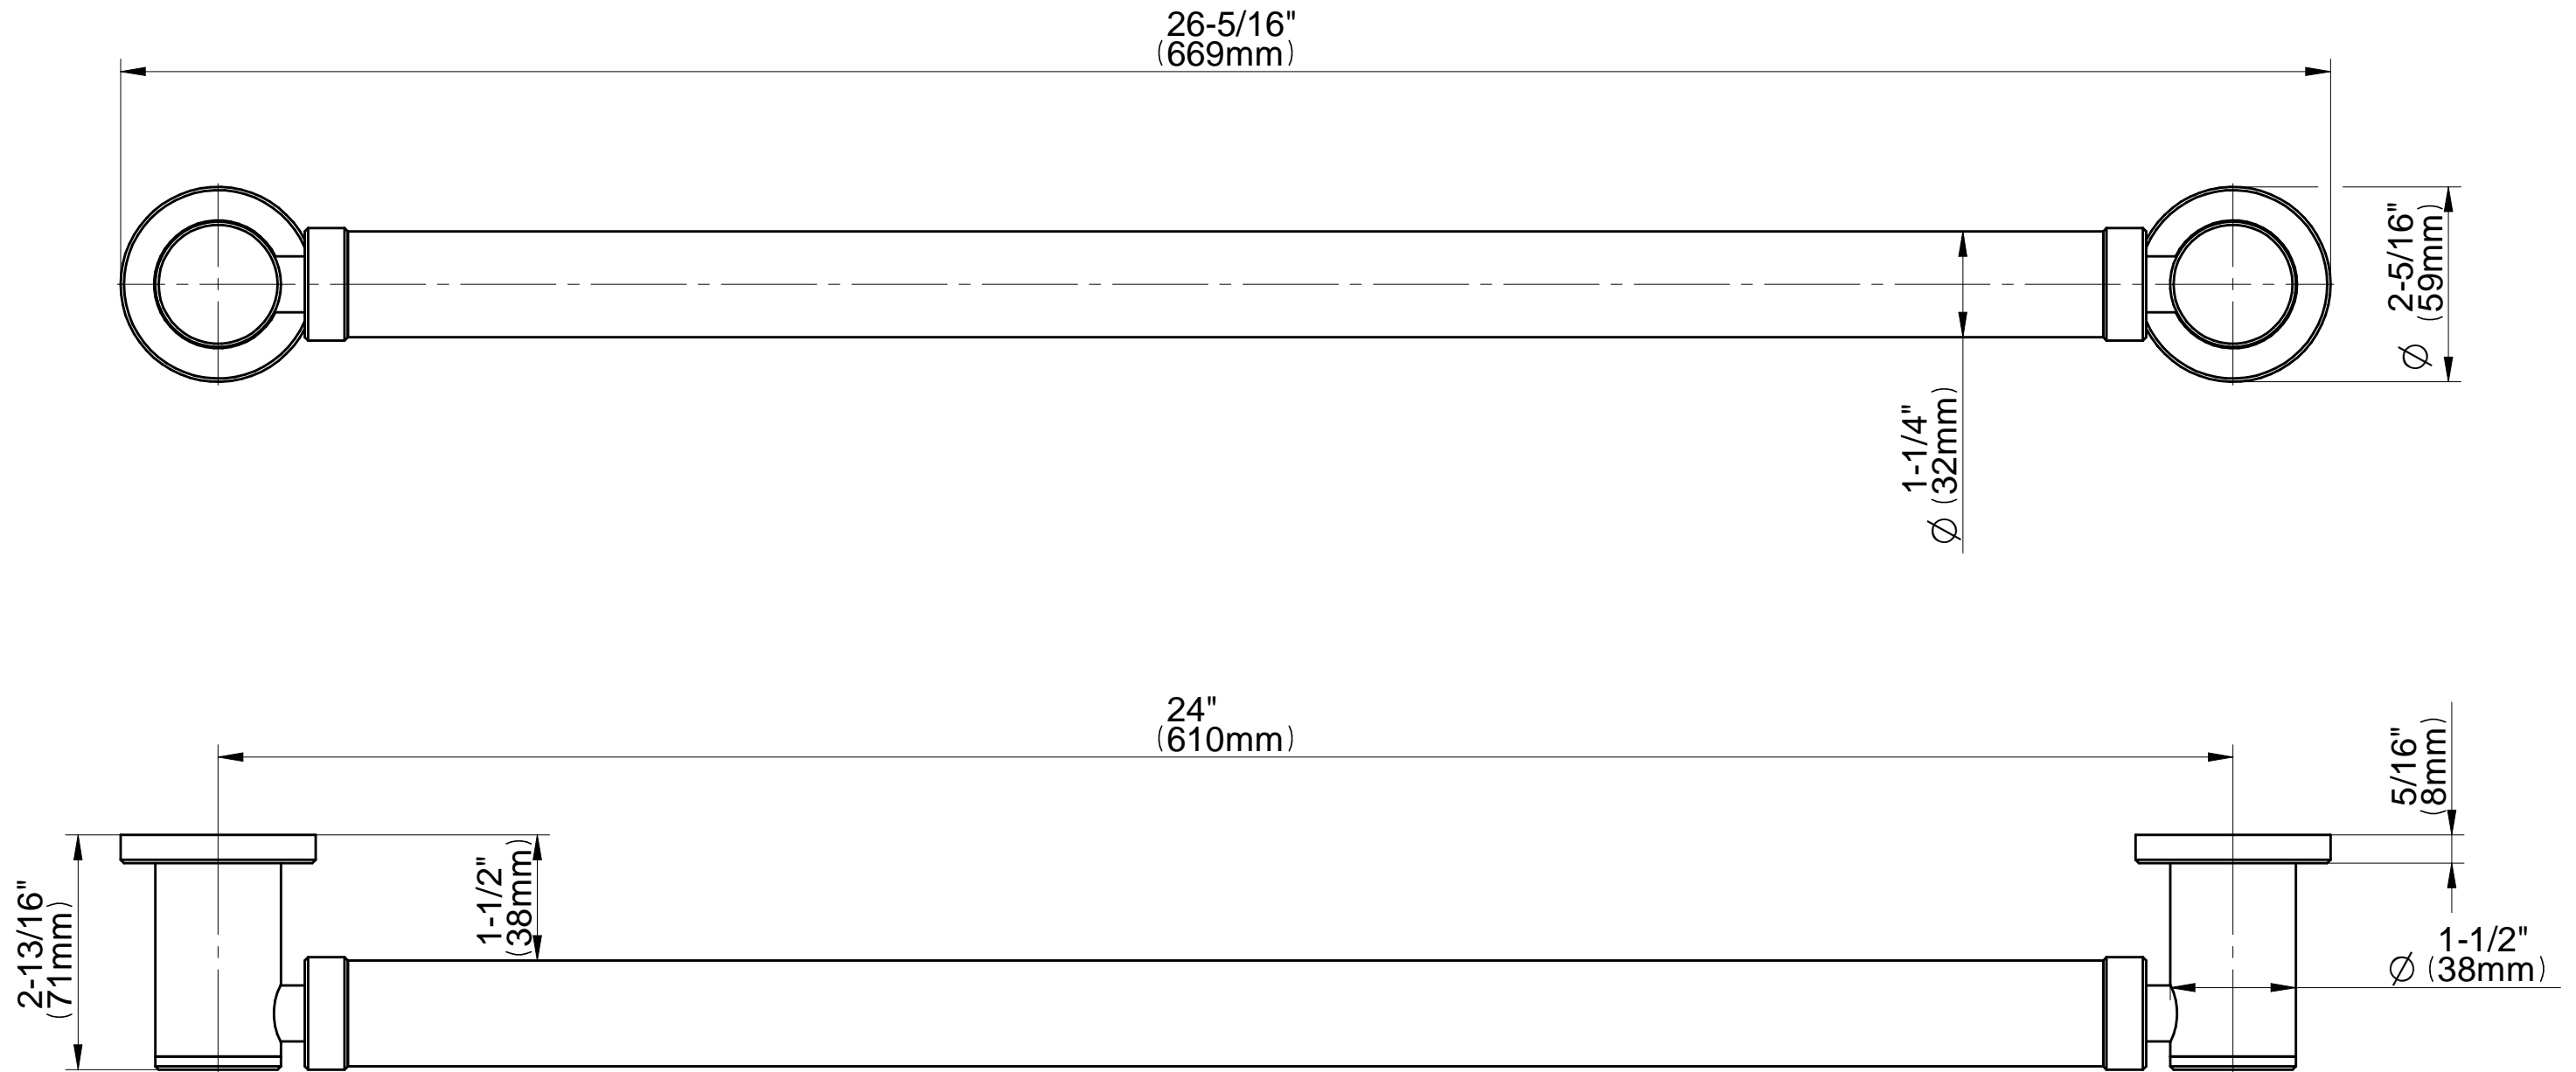 26-5/16"
(669mm)
2-5/16"
Ø (59mm)
1-1/4"
Ø (32mm)
24"
(610mm)
5/16"
(8mm)
2-13/16"
(71mm)
1-1/2"
(38mm)
1-1/2"
Ø (38mm)